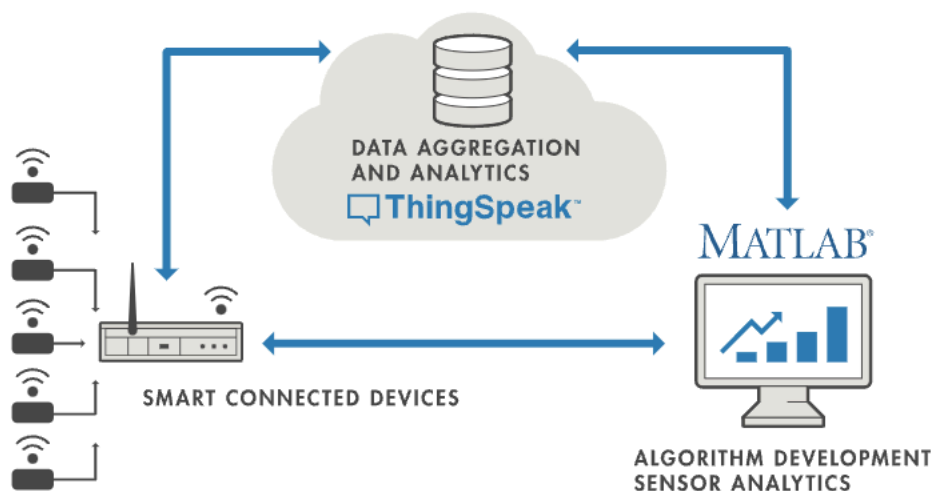 DATA AGGREGATION
AND ANALYTICS
ThingSpeak™
MATLAB®
SMART CONNECTED DEVICES
ALGORITHM DEVELOPMENT
SENSOR ANALYTICS